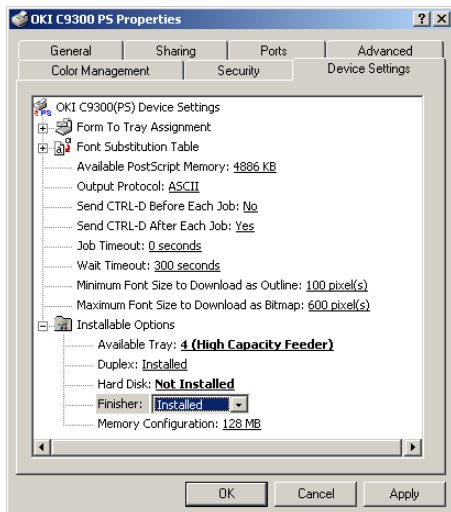 OKI C9300 PS Properties
General Sharing Ports Advanced
Color Management Security Device Settings
OKI C9300(PS) Device Settings
Form To Tray Assignment
Font Substitution Table
Available PostScript Memory: 4886 KB
Output Protocol: ASCII
Send CTRL-D Before Each Job: No
Send CTRL-D After Each Job: Yes
Job Timeout: 0 seconds
Wait Timeout: 300 seconds
Minimum Font Size to Download as Outline: 100 pixel(s)
Maximum Font Size to Download as Bitmap: 600 pixel(s)
Installable Options
Available Tray: 4 (High Capacity Feeder)
Duplex: Installed
Hard Disk: Not Installed
Finisher: Installed
Memory Configuration: 128 MB
OK Cancel Apply